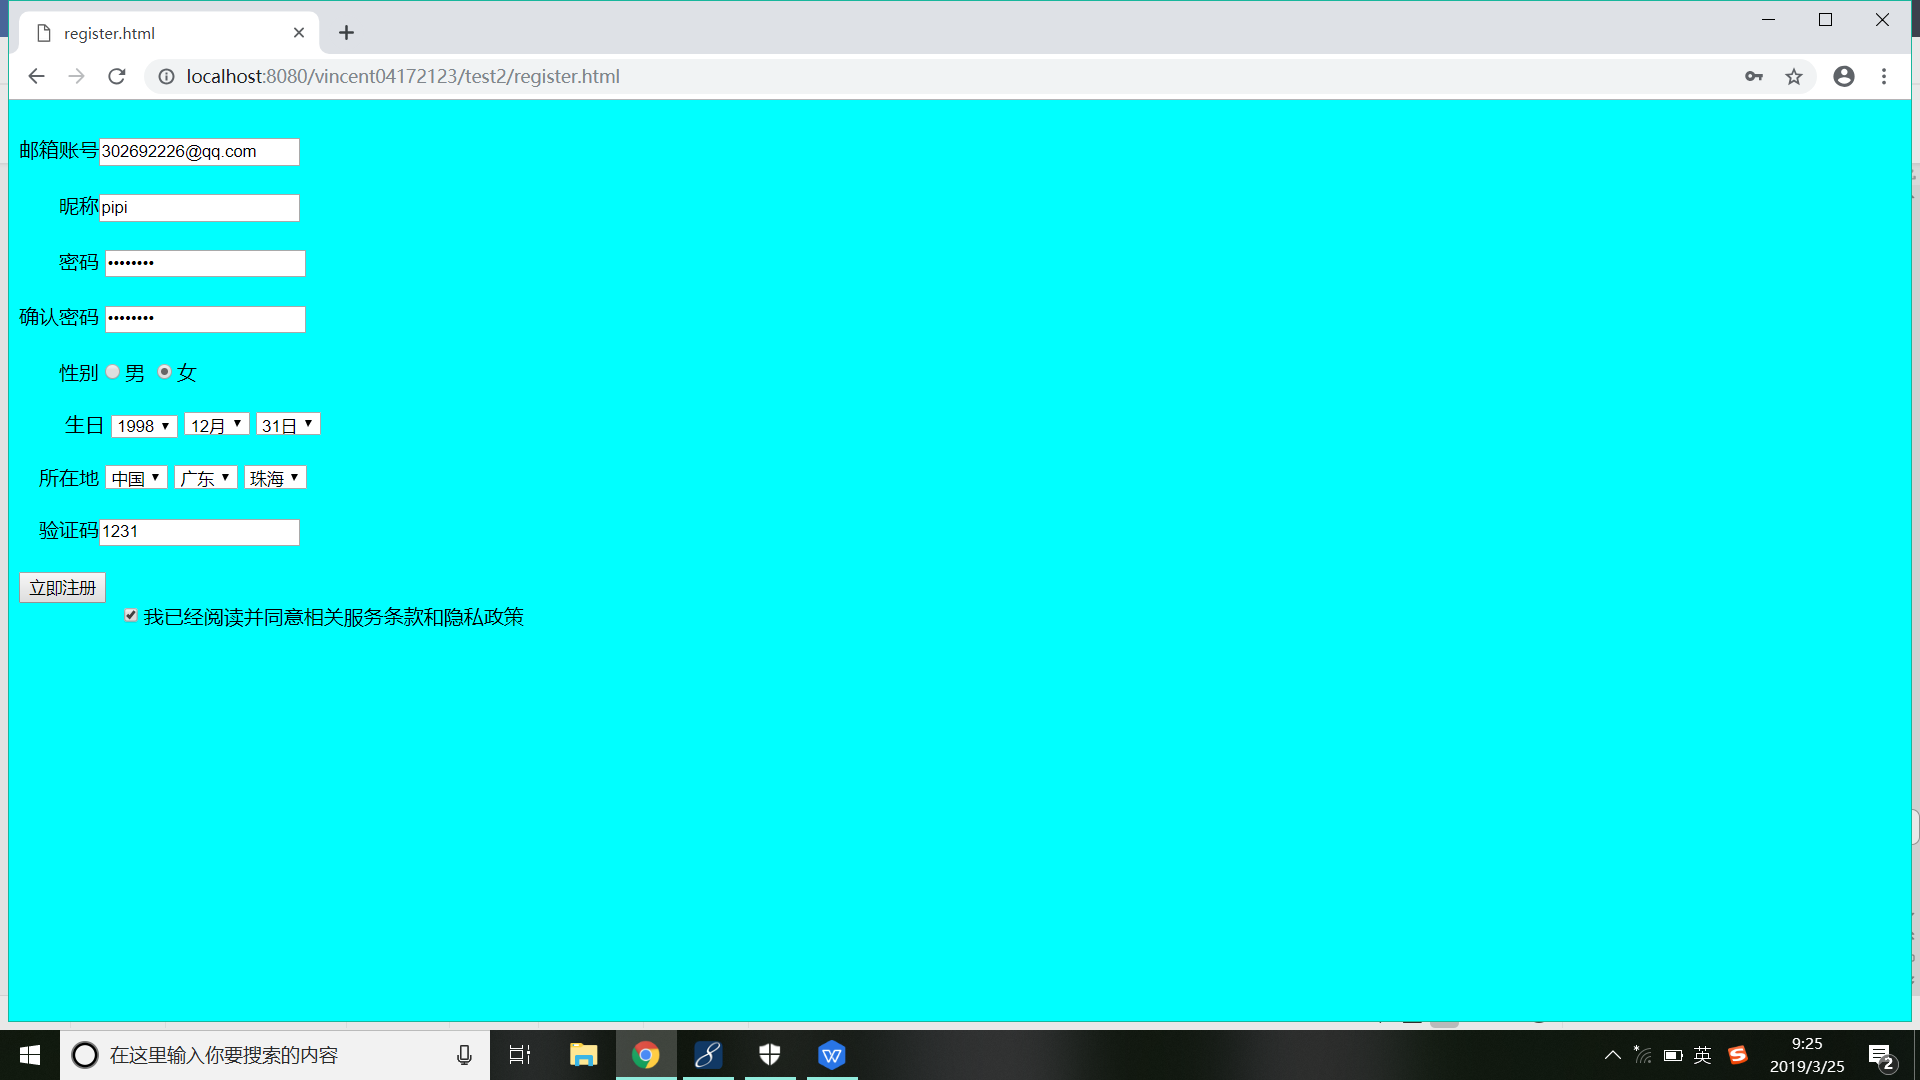 register.html
localhost:8080/vincent04172123/test2/register.html
邮箱账号 302692226@qq.com
昵称 pipi
密码 ••••••••
确认密码 ••••••••
性别 男 女
生日 1998 12月 31日
所在地 中国 广东 珠海
验证码 1231
立即注册
我已经阅读并同意相关服务条款和隐私政策
在这里输入你要搜索的内容
英
9:25
2019/3/25
2